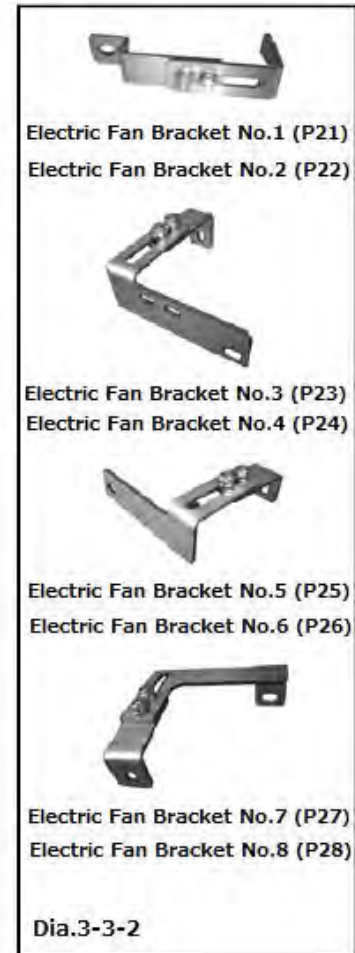 Electric Fan Bracket No.1 (P21)
Electric Fan Bracket No.2 (P22)
Electric Fan Bracket No.3 (P23)
Electric Fan Bracket No.4 (P24)
Electric Fan Bracket No.5 (P25)
Electric Fan Bracket No.6 (P26)
Electric Fan Bracket No.7 (P27)
Electric Fan Bracket No.8 (P28)
Dia.3-3-2